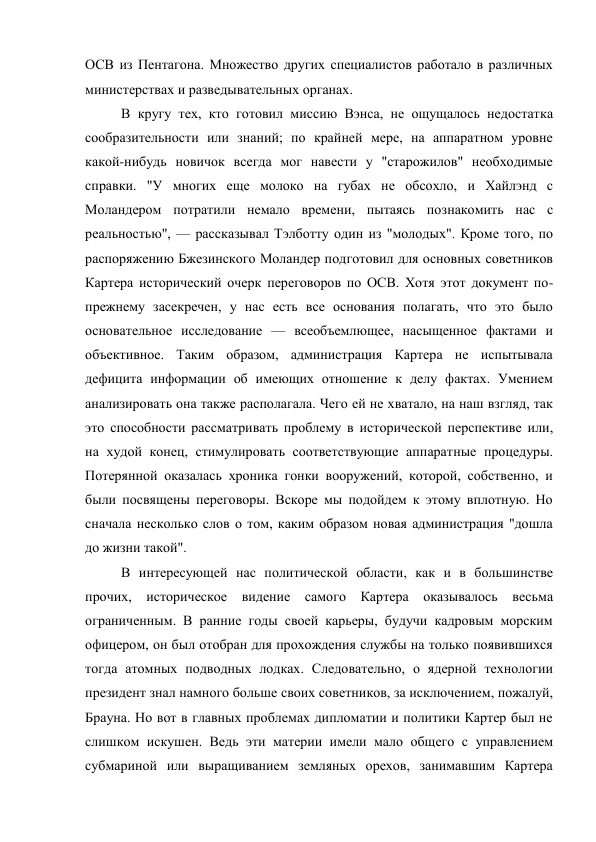 ОСВ из Пентагона. Множество других специалистов работало в различных
министерствах и разведывательных органах.
В кругу тех, кто готовил миссию Вэнса, не ощущалось недостатка
сообразительности или знаний; по крайней мере, на аппаратном уровне
какой-нибудь новичок всегда мог навести у "старожилов" необходимые
справки. "У многих еще молоко на губах не обсохло, и Хайлэнд с
Моландером потратили немало времени, пытаясь познакомить нас с
реальностью", — рассказывал Тэлботту один из "молодых". Кроме того, по
распоряжению Бжезинского Моландер подготовил для основных советников
Картера исторический очерк переговоров по ОСВ. Хотя этот документ по-
прежнему засекречен, у нас есть все основания полагать, что это было
основательное исследование — всеобъемлющее, насыщенное фактами и
объективное. Таким образом, администрация Картера не испытывала
дефицита информации об имеющих отношение к делу фактах. Умением
анализировать она также располагала. Чего ей не хватало, на наш взгляд, так
это способности рассматривать проблему в исторической перспективе или,
на худой конец, стимулировать соответствующие аппаратные процедуры.
Потерянной оказалась хроника гонки вооружений, которой, собственно, и
были посвящены переговоры. Вскоре мы подойдем к этому вплотную. Но
сначала несколько слов о том, каким образом новая администрация "дошла
до жизни такой".
В интересующей нас политической области, как и в большинстве
прочих, историческое видение самого Картера оказывалось весьма
ограниченным. В ранние годы своей карьеры, будучи кадровым морским
офицером, он был отобран для прохождения службы на только появившихся
тогда атомных подводных лодках. Следовательно, о ядерной технологии
президент знал намного больше своих советников, за исключением, пожалуй,
Брауна. Но вот в главных проблемах дипломатии и политики Картер был не
слишком искушен. Ведь эти материи имели мало общего с управлением
субмариной или выращиванием земляных орехов, занимавшим Картера